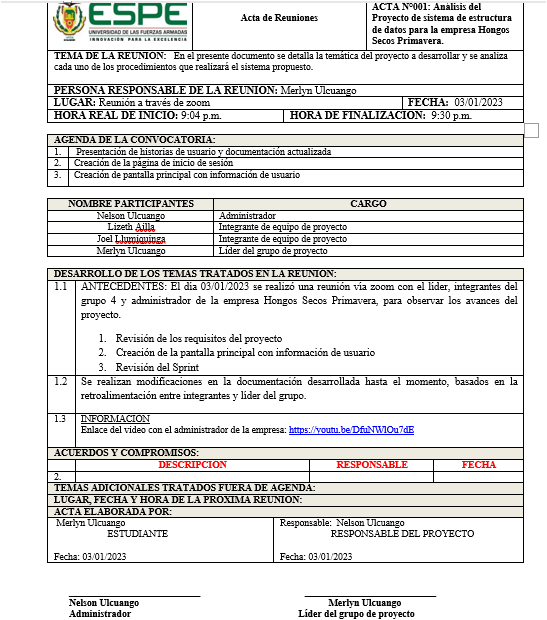 ESPE
UNIVERSIDAD DE LAS FUERZAS ARMADAS
INNOVACIÓN PARA LA EXCELENCIA
Acta de Reuniones
ACTA Nº001: Análisis del
Proyecto de sistema de estructura
de datos para la empresa Hongos
Secos Primavera.
TEMA DE LA REUNION: En el presente documento se detalla la temática del proyecto a desarrollar y se analiza
cada uno de los procedimientos que realizará el sistema propuesto.
PERSONA RESPONSABLE DE LA REUNION: Merlyn Ulcuango
LUGAR: Reunión a través de zoom
FECHA: 03/01/2023
HORA REAL DE INICIO: 9:04 p.m.
HORA DE FINALIZACION: 9:30 p.m.
AGENDA DE LA CONVOCATORIA:
1. Presentación de historias de usuario y documentación actualizada
2. Creación de la página de inicio de sesión
3. Creación de pantalla principal con información de usuario
NOMBRE PARTICIPANTES CARGO
Nelson Ulcuango Administrador
Lizeth Ailla Integrante de equipo de proyecto
Joel Llumiquinga Integrante de equipo de proyecto
Merlyn Ulcuango Líder del grupo de proyecto
DESARROLLO DE LOS TEMAS TRATADOS EN LA REUNION:
1.1 ANTECEDENTES: El día 03/01/2023 se realizó una reunión vía zoom con el líder, integrantes del
grupo 4 y administrador de la empresa Hongos Secos Primavera, para observar los avances del
proyecto.
1. Revisión de los requisitos del proyecto
2. Creación de la pantalla principal con información de usuario
3. Revisión del Sprint
1.2 Se realizan modificaciones en la documentación desarrollada hasta el momento, basados en la
retroalimentación entre integrantes y líder del grupo.
1.3 INFORMACION
Enlace del video con el administrador de la empresa: https://youtu.be/DfuNWlOu7dE
ACUERDOS Y COMPROMISOS:
DESCRIPCION RESPONSABLE FECHA
2.
TEMAS ADICIONALES TRATADOS FUERA DE AGENDA:
LUGAR, FECHA Y HORA DE LA PROXIMA REUNION:
ACTA ELABORADA POR:
Merlyn Ulcuango
ESTUDIANTE
Fecha: 03/01/2023
Responsable: Nelson Ulcuango
RESPONSABLE DEL PROYECTO
Fecha: 03/01/2023
Nelson Ulcuango
Administrador
Merlyn Ulcuango
Líder del grupo de proyecto